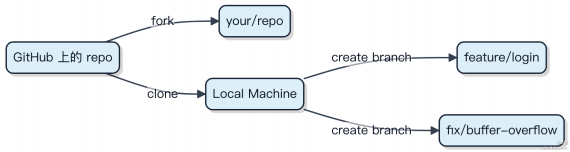 fork
your/repo
GitHub 上的 repo
create branch
feature/login
clone
Local Machine
create branch
fix/buffer-overflow